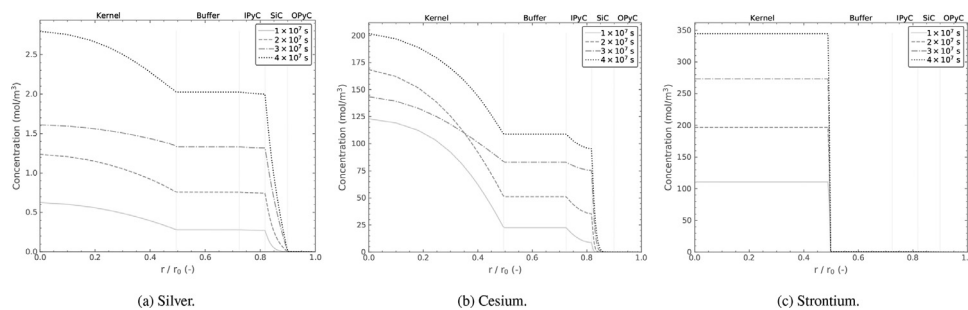 Kernel Buffer IPyC SiC OPyC
1 × 10⁷ s
2 × 10⁷ s
3 × 10⁷ s
4 × 10⁷ s
Concentration (mol/m³)
2.5
2.0
1.5
1.0
0.5
0.0
0.0 0.2 0.4 0.6 0.8 1.0
r / r₀ (-)
(a) Silver.
Kernel Buffer IPyC SiC OPyC
1 × 10⁷ s
2 × 10⁷ s
3 × 10⁷ s
4 × 10⁷ s
Concentration (mol/m³)
200
175
150
125
100
75
50
25
0
0.0 0.2 0.4 0.6 0.8 1.0
r / r₀ (-)
(b) Cesium.
Kernel Buffer IPyC SiC OPyC
1 × 10⁷ s
2 × 10⁷ s
3 × 10⁷ s
4 × 10⁷ s
Concentration (mol/m³)
350
300
250
200
150
100
50
0
0.0 0.2 0.4 0.6 0.8 1.0
r / r₀ (-)
(c) Strontium.